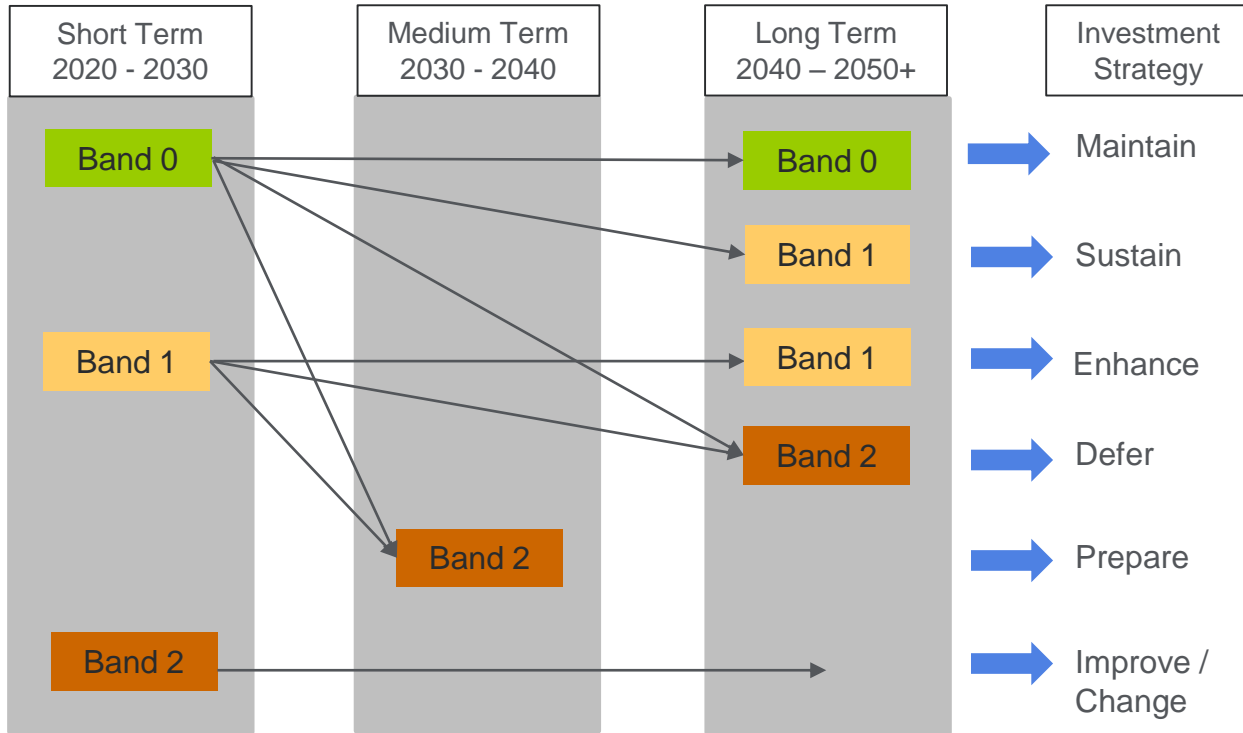 Short Term
2020 - 2030
Medium Term
2030 - 2040
Long Term
2040 – 2050+
Investment
Strategy
Band 0
Band 0
Maintain
Band 1
Sustain
Band 1
Band 1
Enhance
Band 2
Defer
Band 2
Prepare
Band 2
Improve /
Change